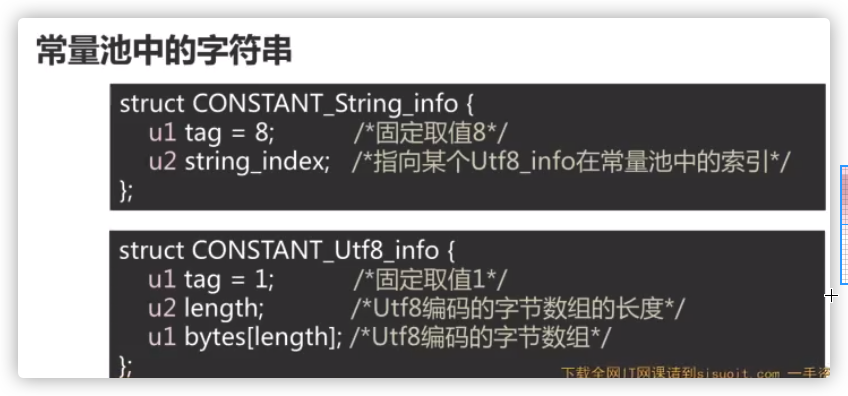 常量池中的字符串
struct CONSTANT_String_info {
u1 tag = 8; /*固定取值8*/
u2 string_index; /*指向某个Utf8_info在常量池中的索引*/
};
struct CONSTANT_Utf8_info {
u1 tag = 1; /*固定取值1*/
u2 length; /*Utf8编码的字节数组的长度*/
u1 bytes[length]; /*Utf8编码的字节数组*/
};
下载全网IT网课请到sisuoit.com 一手资